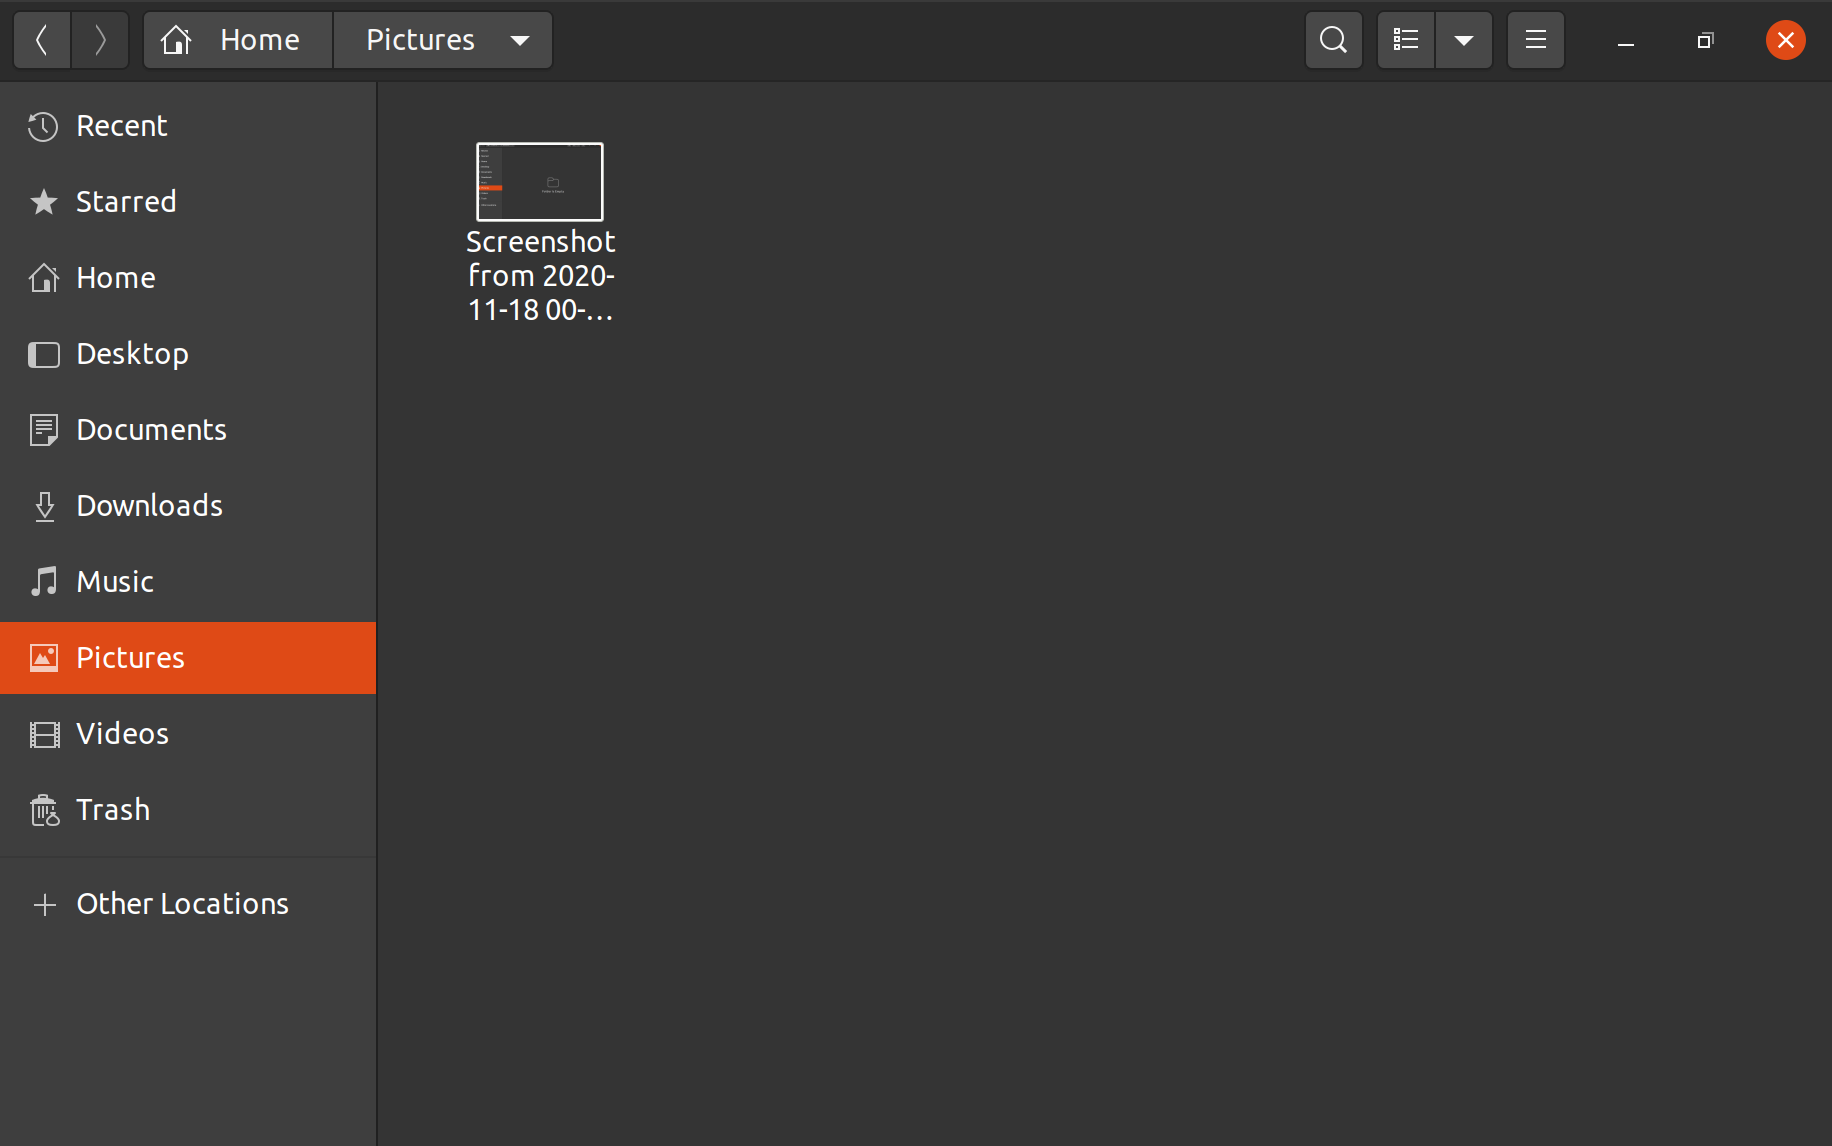 Home Pictures
Recent
Starred
Home
Desktop
Documents
Downloads
Music
Pictures
Videos
Trash
Other Locations
Screenshot
from 2020-
11-18 00-...